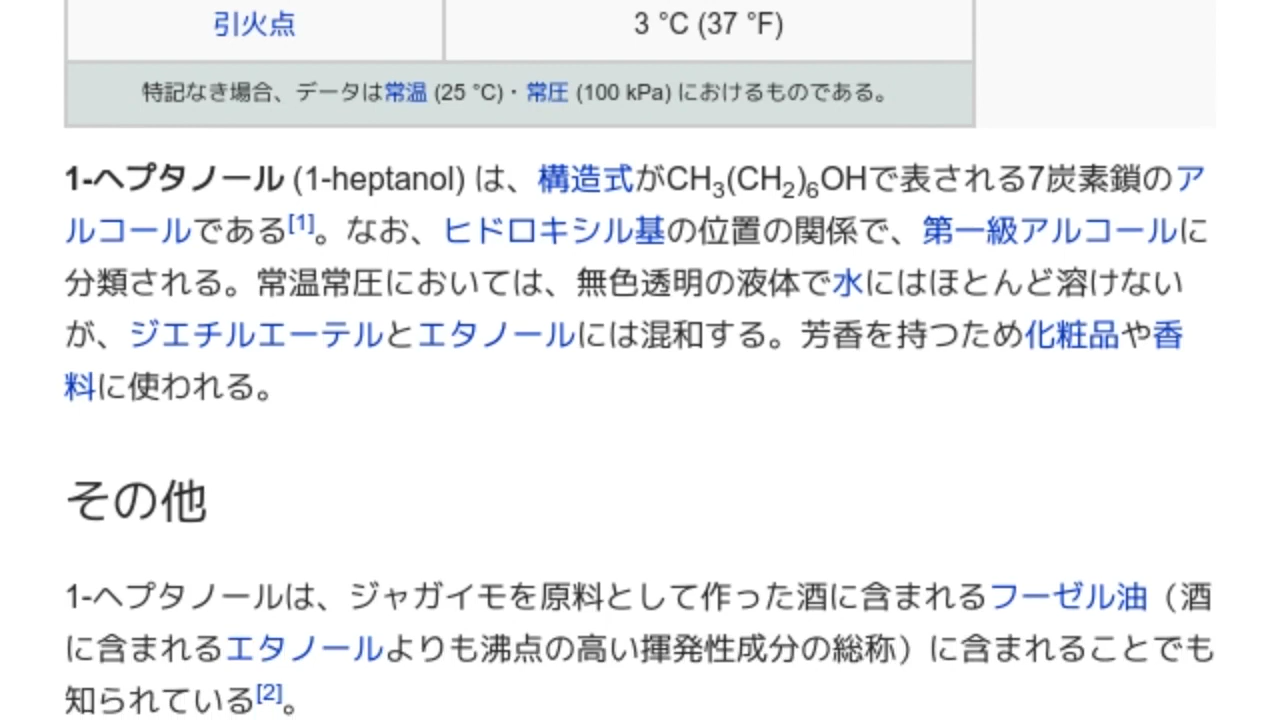 引火点 3 °C (37 °F)
特記なき場合、データは常温 (25 °C)・常圧 (100 kPa) におけるものである。
1-ヘプタノール (1-heptanol) は、構造式がCH₃(CH₂)₆OHで表される7炭素鎖のア
ルコールである[1]。なお、ヒドロキシル基の位置の関係で、第一級アルコールに
分類される。常温常圧においては、無色透明の液体で水にはほとんど溶けない
が、ジエチルエーテルとエタノールには混和する。芳香を持つため化粧品や香
料に使われる。
その他
1-ヘプタノールは、ジャガイモを原料として作った酒に含まれるフーゼル油（酒
に含まれるエタノールよりも沸点の高い揮発性成分の総称）に含まれることでも
知られている[2]。